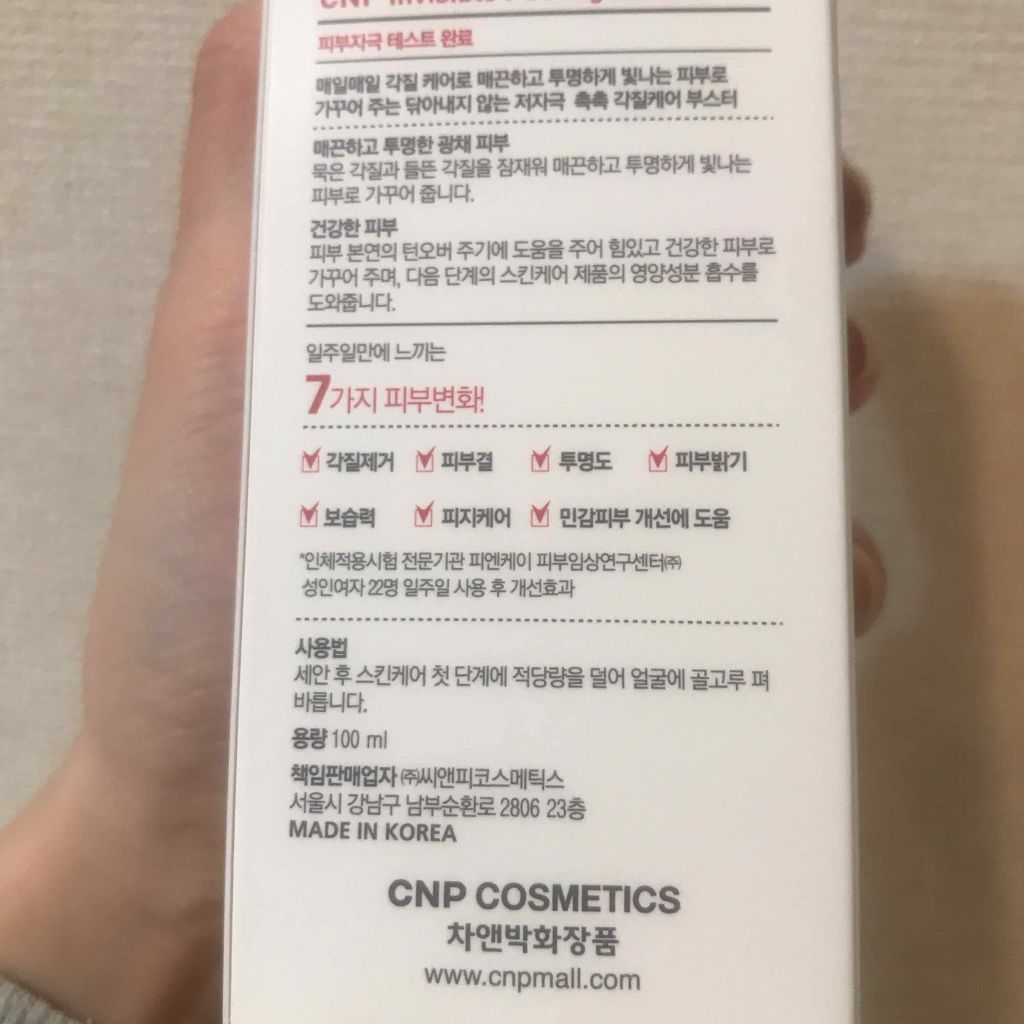 CNP Invisible Peeling
피부자극 테스트 완료
매일매일 각질 케어로 매끈하고 투명하게 빛나는 피부로
가꾸어 주는 닦아내지 않는 저자극 촉촉 각질케어 부스터
매끈하고 투명한 광채 피부
묵은 각질과 들뜬 각질을 잠재워 매끈하고 투명하게 빛나는
피부로 가꾸어 줍니다.
건강한 피부
피부 본연의 턴오버 주기에 도움을 주어 힘있고 건강한 피부로
가꾸어 주며, 다음 단계의 스킨케어 제품의 영양성분 흡수를
도와줍니다.
일주일만에 느끼는
7가지 피부변화!
각질제거 피부결 투명도 피부밝기
보습력 피지케어 민감피부 개선에 도움
*인체적용시험 전문기관 피엔케이 피부임상연구센터㈜
성인여자 22명 일주일 사용 후 개선효과
사용법
세안 후 스킨케어 첫 단계에 적당량을 덜어 얼굴에 골고루 펴
바릅니다.
용량 100 ml
책임판매업자 ㈜씨앤피코스메틱스
서울시 강남구 남부순환로 2806 23층
MADE IN KOREA
CNP COSMETICS
차앤박화장품
www.cnpmall.com